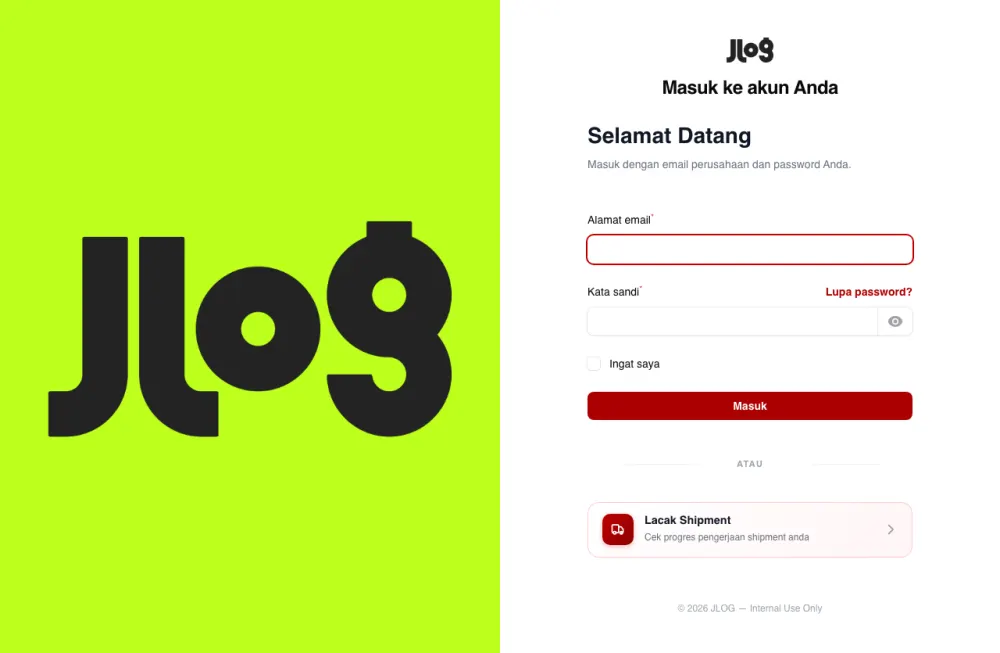 Jlog
Jlog
Masuk ke akun Anda
Selamat Datang
Masuk dengan email perusahaan dan password Anda.
Alamat email*
Kata sandi*
Lupa password?
Ingat saya
Masuk
ATAU
Lacak Shipment
Cek progres pengerjaan shipment anda
© 2026 JLOG — Internal Use Only